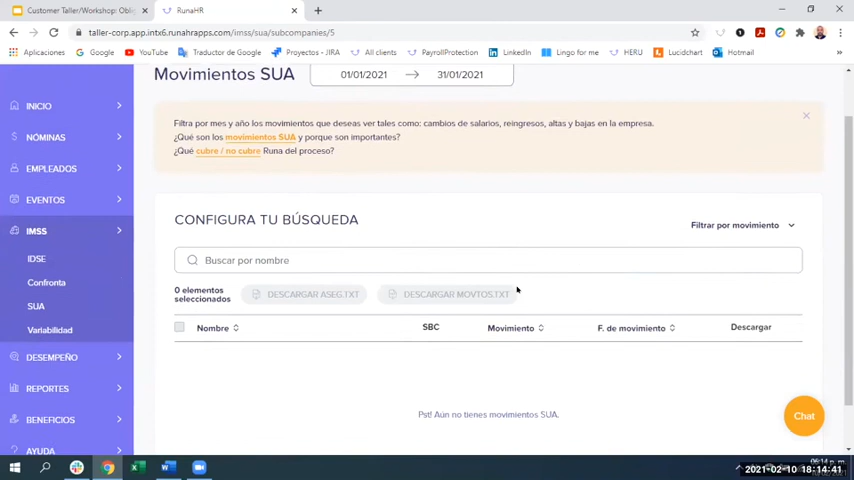 Customer Taller/Workshop: Oblig
RunaHR
taller-corp.app.intx6.runahrapps.com/imss/sua/subcompanies/5
Aplicaciones
Google
YouTube
Traductor de Google
Proyectos - JIRA
All clients
PayrollProtection
LinkedIn
Lingo for me
HERU
Lucidchart
Hotmail
Movimientos SUA
01/01/2021
31/01/2021
INICIO
NÓMINAS
EMPLEADOS
EVENTOS
IMSS
IDSE
Confronta
SUA
Variabilidad
DESEMPEÑO
REPORTES
BENEFICIOS
AYUDA
Filtra por mes y año los movimientos que deseas ver tales como: cambios de salarios, reingresos, altas y bajas en la empresa.
¿Qué son los movimientos SUA y porque son importantes?
¿Qué cubre / no cubre Runa del proceso?
CONFIGURA TU BÚSQUEDA
Filtrar por movimiento
Buscar por nombre
0 elementos
seleccionados
DESCARGAR ASEG.TXT
DESCARGAR MOVTOS.TXT
Nombre
SBC
Movimiento
F. de movimiento
Descargar
Pst! Aún no tienes movimientos SUA.
Chat
06:14 p. m.
2021-02-10 18:14:41